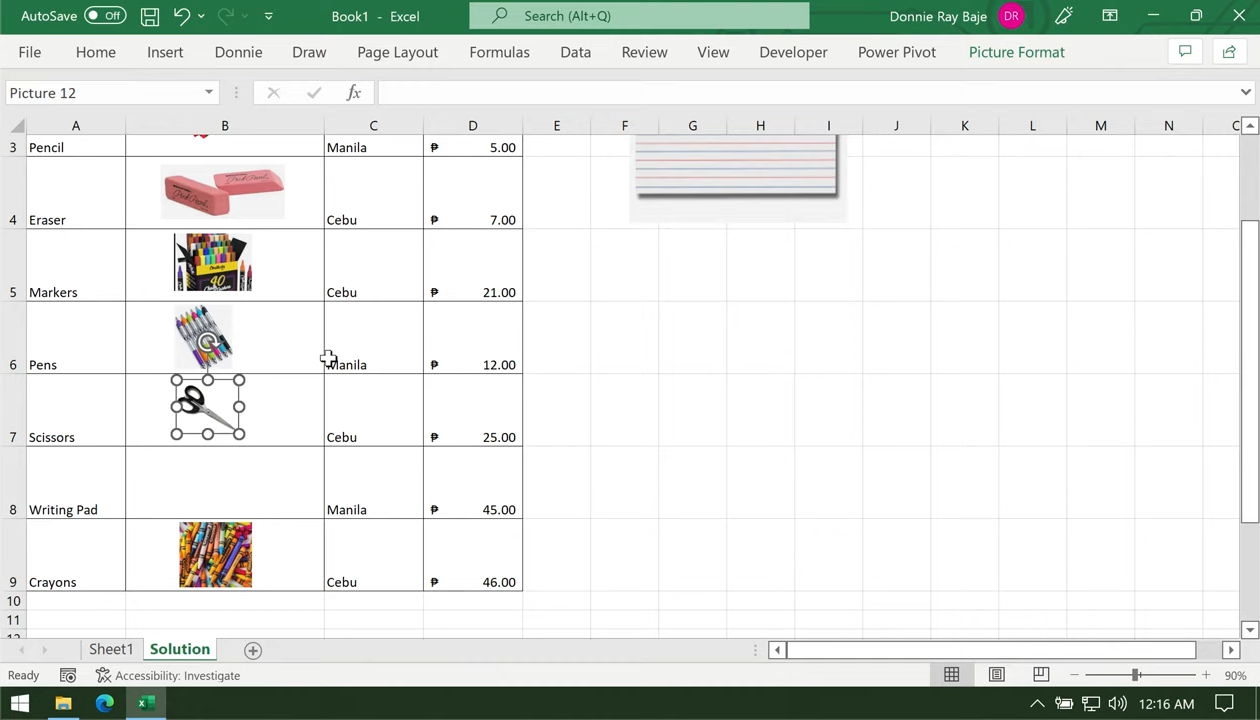 AutoSave Off Book1 - Excel Search (Alt+Q) Donnie Ray Baje DR
File Home Insert Donnie Draw Page Layout Formulas Data Review View Developer Power Pivot Picture Format
Picture 12 fx
A B C D E F G H I J K L M N
3 Pencil Manila ₱ 5.00
4 Eraser Cebu ₱ 7.00
5 Markers Cebu ₱ 21.00
6 Pens Manila ₱ 12.00
7 Scissors Cebu ₱ 25.00
8 Writing Pad Manila ₱ 45.00
9 Crayons Cebu ₱ 46.00
10
11
Sheet1 Solution
Ready Accessibility: Investigate 90%
12:16 AM